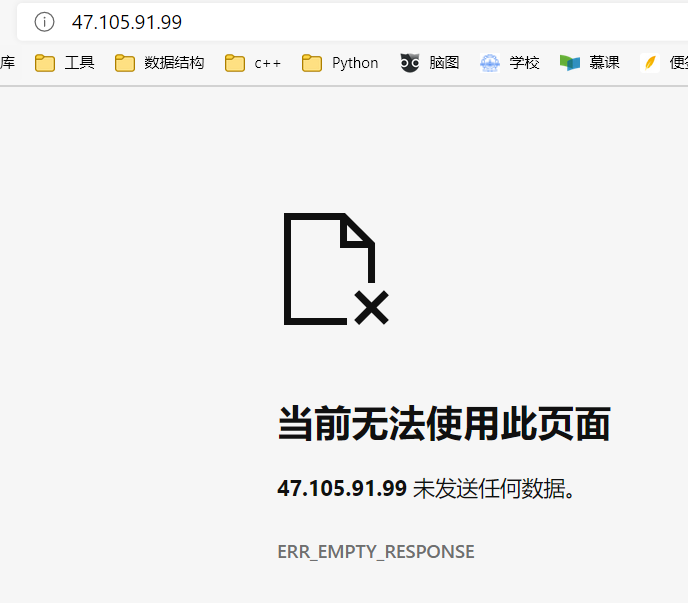 47.105.91.99
库 工具 数据结构 c++ Python 脑图 学校 慕课
当前无法使用此页面
47.105.91.99 未发送任何数据。
ERR_EMPTY_RESPONSE